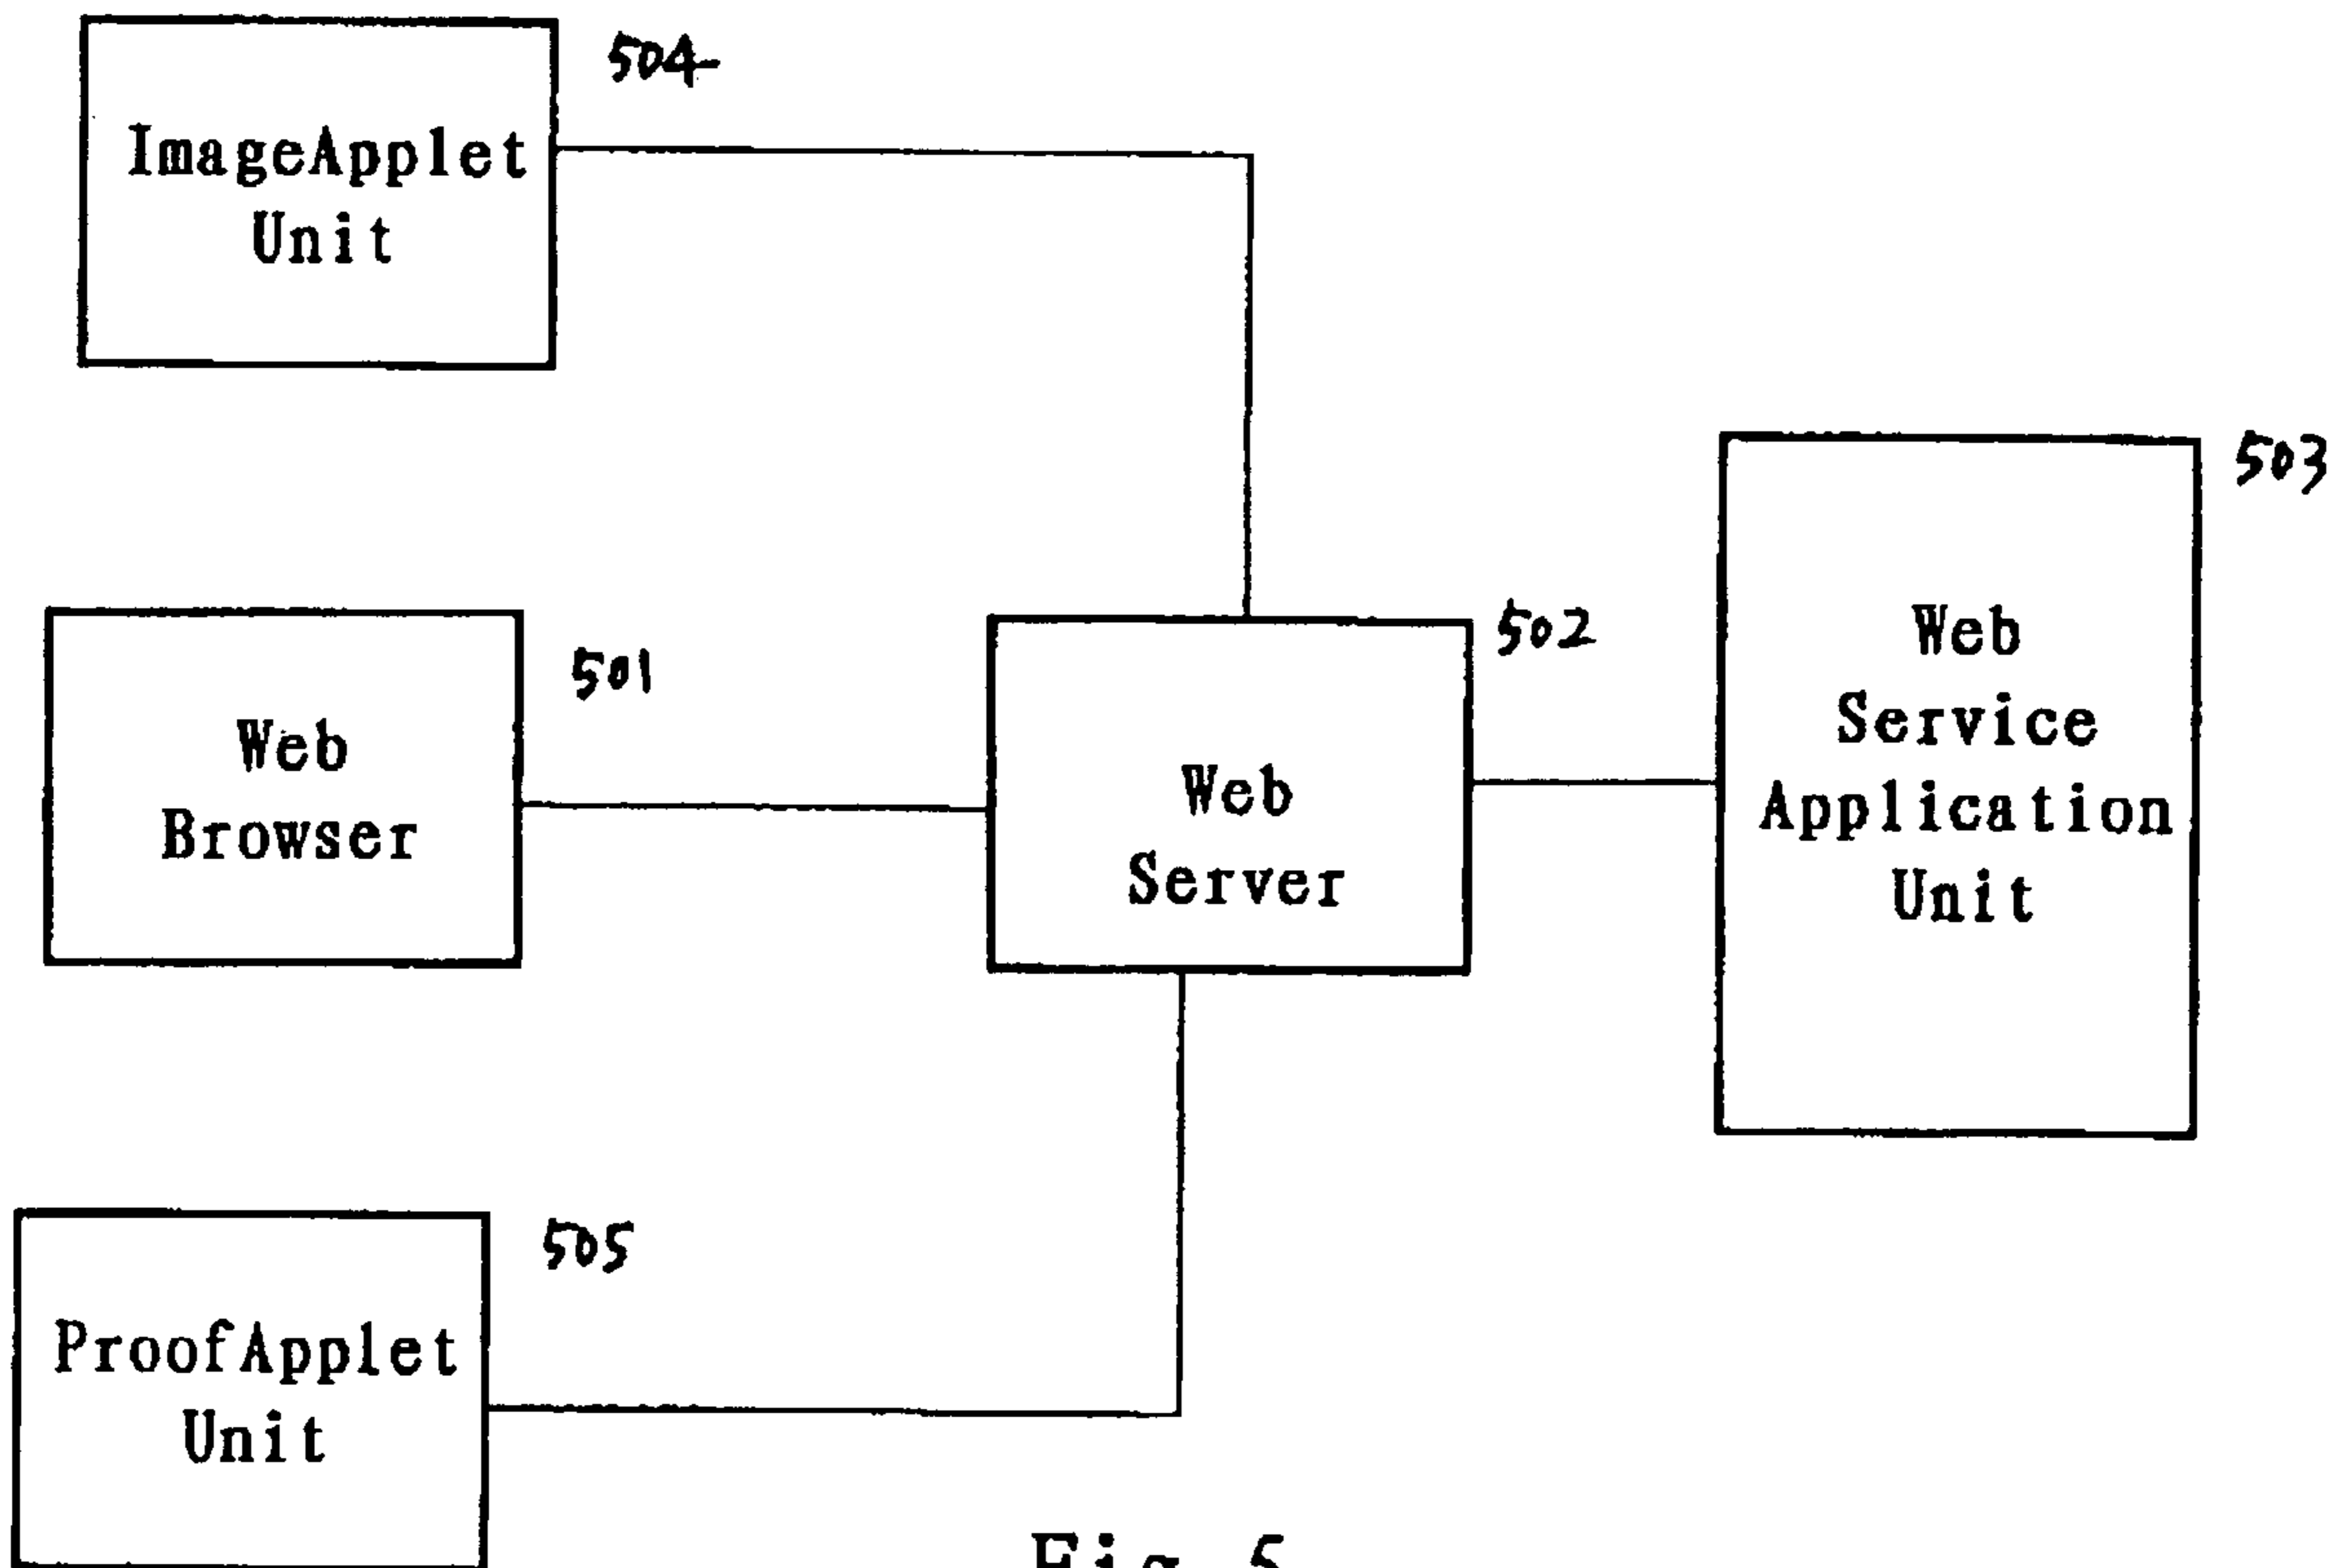 504
ImageApplet
Unit
503
Web
Service
Application
Unit
502
501
Web
Browser
Web
Server
505
ProofApplet
Unit
Fig. 5